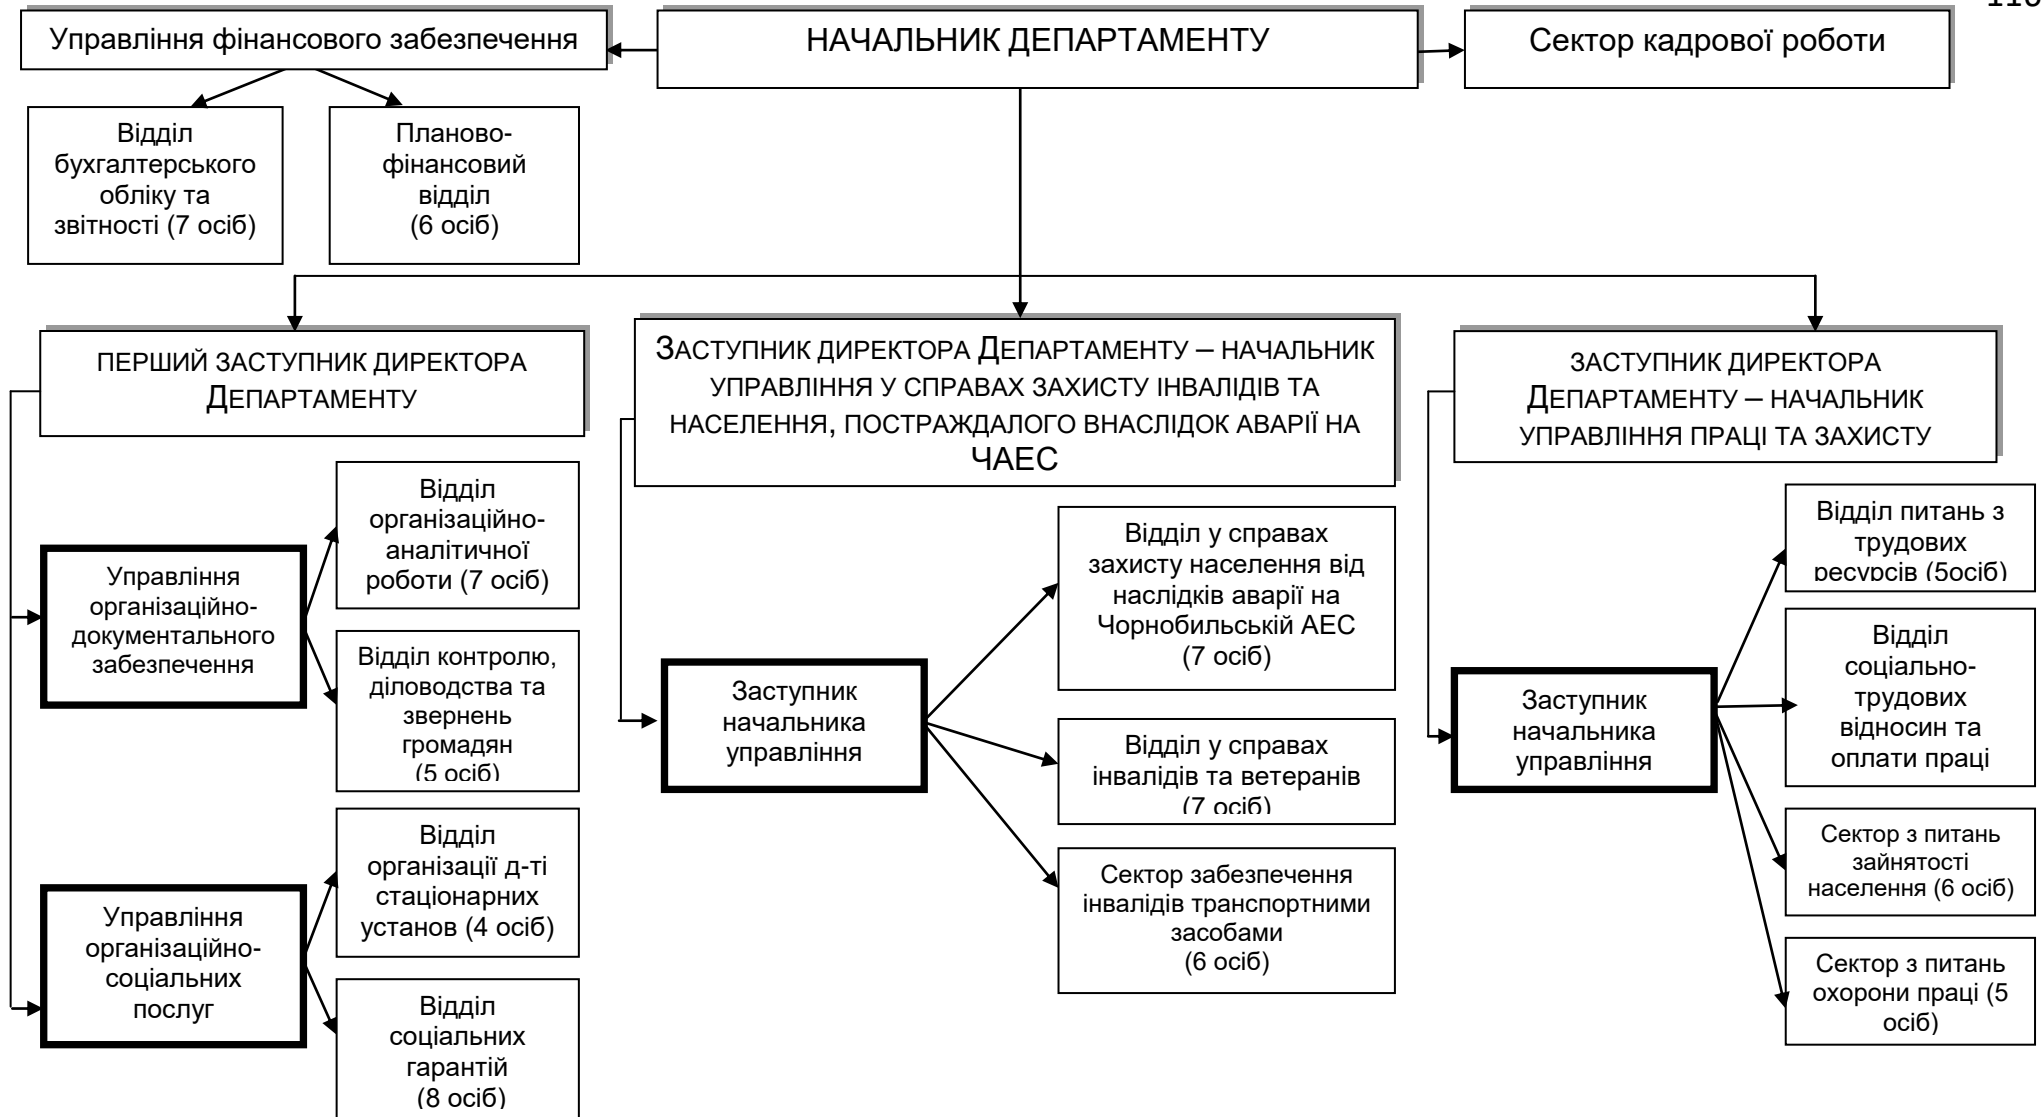 Управління фінансового забезпечення
НАЧАЛЬНИК ДЕПАРТАМЕНТУ
Сектор кадрової роботи
Відділ
бухгалтерського
обліку та
звітності (7 осіб)
Планово-
фінансовий
відділ
(6 осіб)
ПЕРШИЙ ЗАСТУПНИК ДИРЕКТОРА
ДЕПАРТАМЕНТУ
ЗАСТУПНИК ДИРЕКТОРА ДЕПАРТАМЕНТУ – НАЧАЛЬНИК
УПРАВЛІННЯ У СПРАВАХ ЗАХИСТУ ІНВАЛІДІВ ТА
НАСЕЛЕННЯ, ПОСТРАЖДАЛОГО ВНАСЛІДОК АВАРІЇ НА
ЧАЕС
ЗАСТУПНИК ДИРЕКТОРА
ДЕПАРТАМЕНТУ – НАЧАЛЬНИК
УПРАВЛІННЯ ПРАЦІ ТА ЗАХИСТУ
Управління
організаційно-
документального
забезпечення
Відділ
організаційно-
аналітичної
роботи (7 осіб)
Відділ контролю,
діловодства та
звернень
громадян
(5 осіб)
Управління
організаційно-
соціальних
послуг
Відділ
організації д-ті
стаціонарних
установ (4 осіб)
Відділ
соціальних
гарантій
(8 осіб)
Заступник
начальника
управління
Відділ у справах
захисту населення від
наслідків аварії на
Чорнобильській АЕС
(7 осіб)
Відділ у справах
інвалідів та ветеранів
(7 осіб)
Сектор забезпечення
інвалідів транспортними
засобами
(6 осіб)
Заступник
начальника
управління
Відділ питань з
трудових
ресурсів (5осіб)
Відділ
соціально-
трудових
відносин та
оплати праці
Сектор з питань
зайнятості
населення (6 осіб)
Сектор з питань
охорони праці (5
осіб)